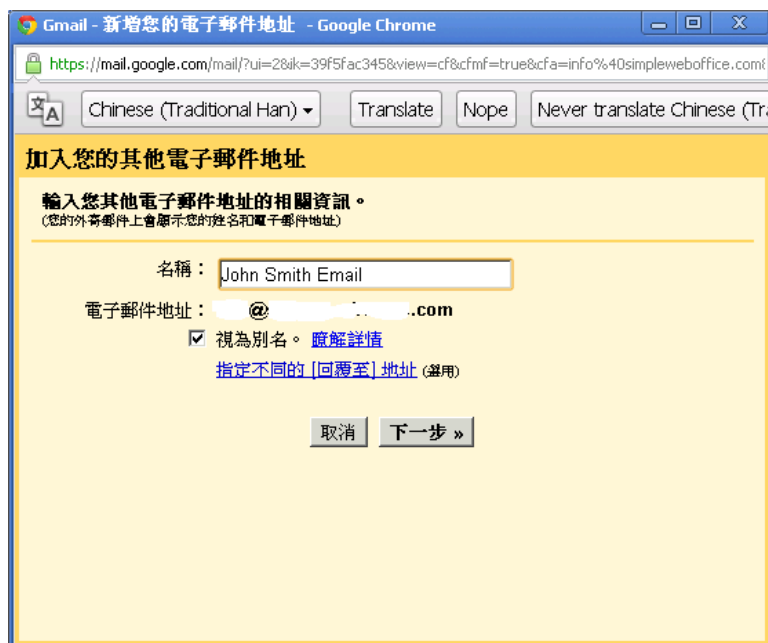 Gmail - 新增您的電子郵件地址 - Google Chrome
https://mail.google.com/mail/?ui=2&ik=39f5fac345&view=cf&cfmf=true&cfa=info%40simpleweboffice.com
Chinese (Traditional Han) Translate Nope Never translate Chinese (Tra
加入您的其他電子郵件地址
輸入您其他電子郵件地址的相關資訊。
(您的外寄郵件上會顯示您的姓名和電子郵件地址)
名稱： John Smith Email
電子郵件地址： @ .com
視為別名。 瞭解詳情
指定不同的 [回覆至] 地址 (選用)
取消 下一步 »